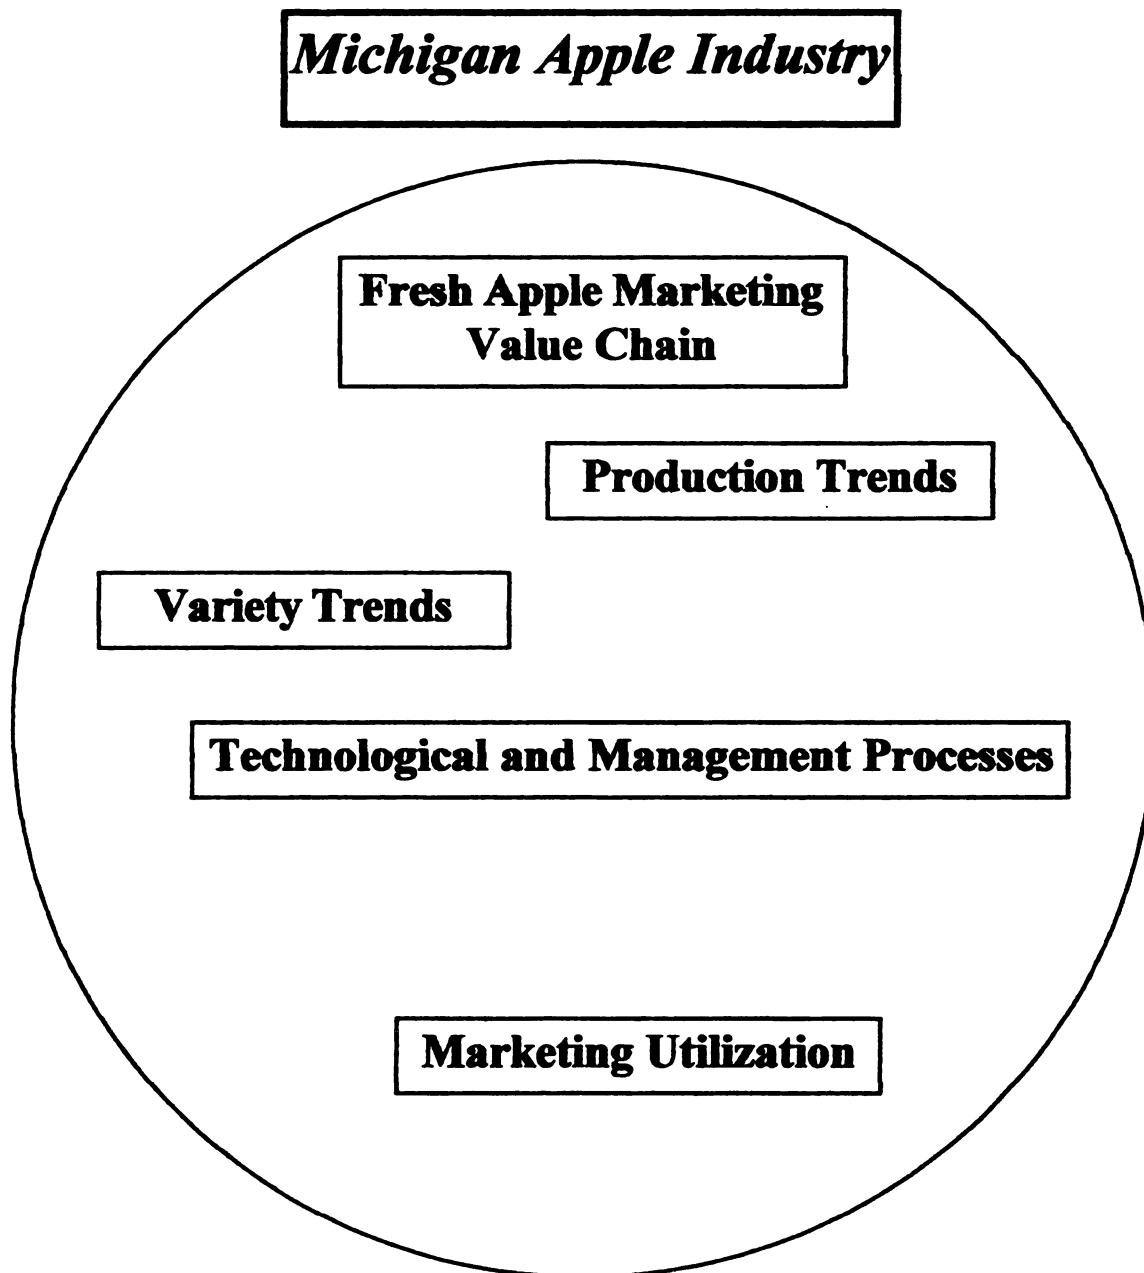 Michigan Apple Industry
Fresh Apple Marketing
Value Chain
Production Trends
Variety Trends
Technological and Management Processes
Marketing Utilization